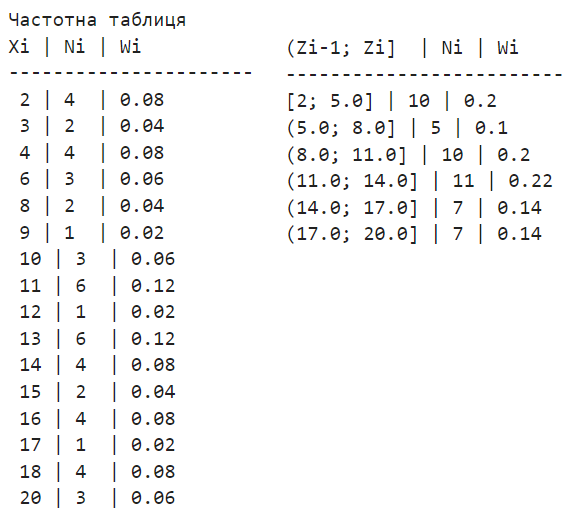 Частотна таблиця
Xi | Ni | Wi
----------------------
2 | 4 | 0.08
3 | 2 | 0.04
4 | 4 | 0.08
6 | 3 | 0.06
8 | 2 | 0.04
9 | 1 | 0.02
10 | 3 | 0.06
11 | 6 | 0.12
12 | 1 | 0.02
13 | 6 | 0.12
14 | 4 | 0.08
15 | 2 | 0.04
16 | 4 | 0.08
17 | 1 | 0.02
18 | 4 | 0.08
20 | 3 | 0.06
(Zi-1; Zi] | Ni | Wi
-------------------------
[2; 5.0] | 10 | 0.2
(5.0; 8.0] | 5 | 0.1
(8.0; 11.0] | 10 | 0.2
(11.0; 14.0] | 11 | 0.22
(14.0; 17.0] | 7 | 0.14
(17.0; 20.0] | 7 | 0.14